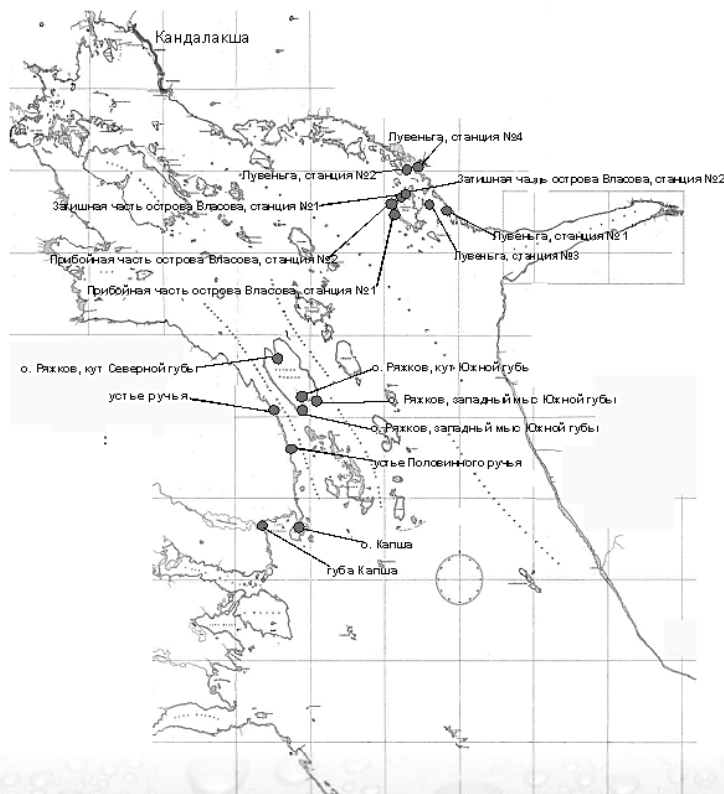 Кандалакша
Лувеньга, станция №4
Лувеньга, станция №2
Затишная часть острова Власова, станция №2
Затишная часть острова Власова, станция №1
Лувеньга, станция №1
Прибойная часть острова Власова, станция №2
Лувеньга, станция №3
Прибойная часть острова Власова, станция №1
о. Ряжков, кут Северной губы
о. Ряжков, кут Южной губы
устье ручья
о. Ряжков, западный мыс Южной губы
о. Ряжков, западный мыс Южной губы
устье Половинного ручья
о. Капша
губа Капша